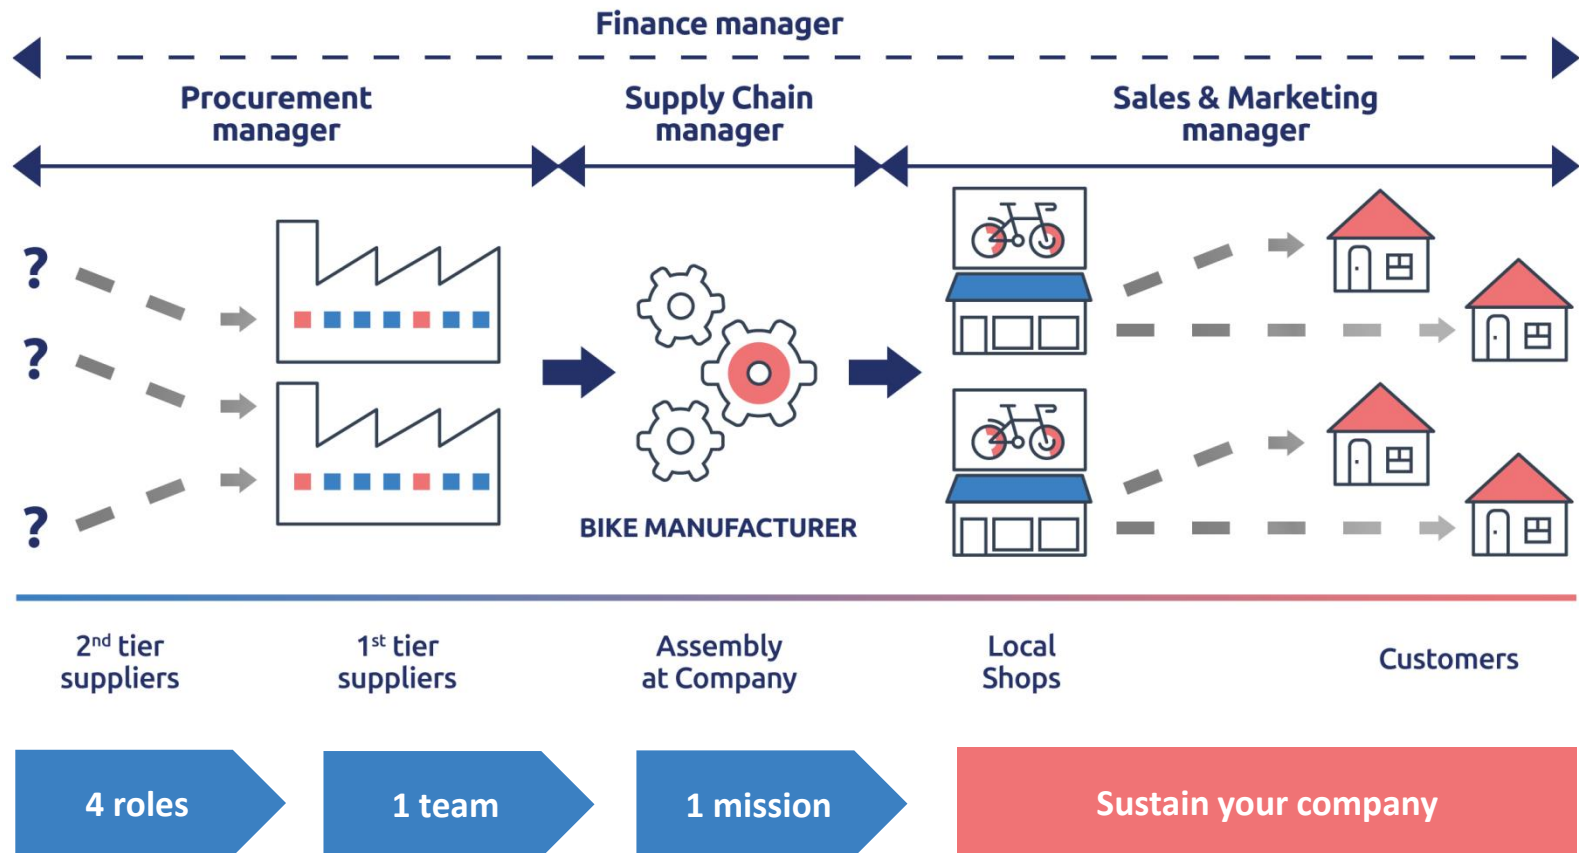 Finance manager
Procurement
manager
Supply Chain
manager
Sales & Marketing
manager
?
?
?
BIKE MANUFACTURER
2nd tier
suppliers
1st tier
suppliers
Assembly
at Company
Local
Shops
Customers
4 roles
1 team
1 mission
Sustain your company